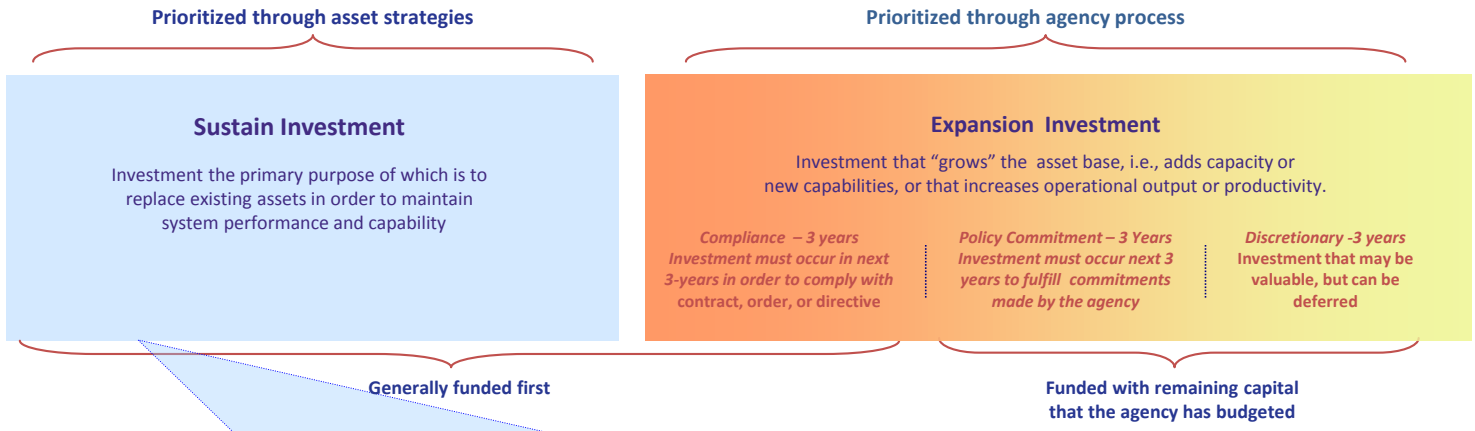 Prioritized through asset strategies
Prioritized through agency process
Sustain Investment
Investment the primary purpose of which is to
replace existing assets in order to maintain
system performance and capability
Expansion Investment
Investment that “grows” the asset base, i.e., adds capacity or
new capabilities, or that increases operational output or productivity.
Compliance – 3 years
Investment must occur in next
3-years in order to comply with
contract, order, or directive
Policy Commitment – 3 Years
Investment must occur next 3
years to fulfill commitments
made by the agency
Discretionary -3 years
Investment that may be
valuable, but can be
deferred
Generally funded first
Funded with remaining capital
that the agency has budgeted